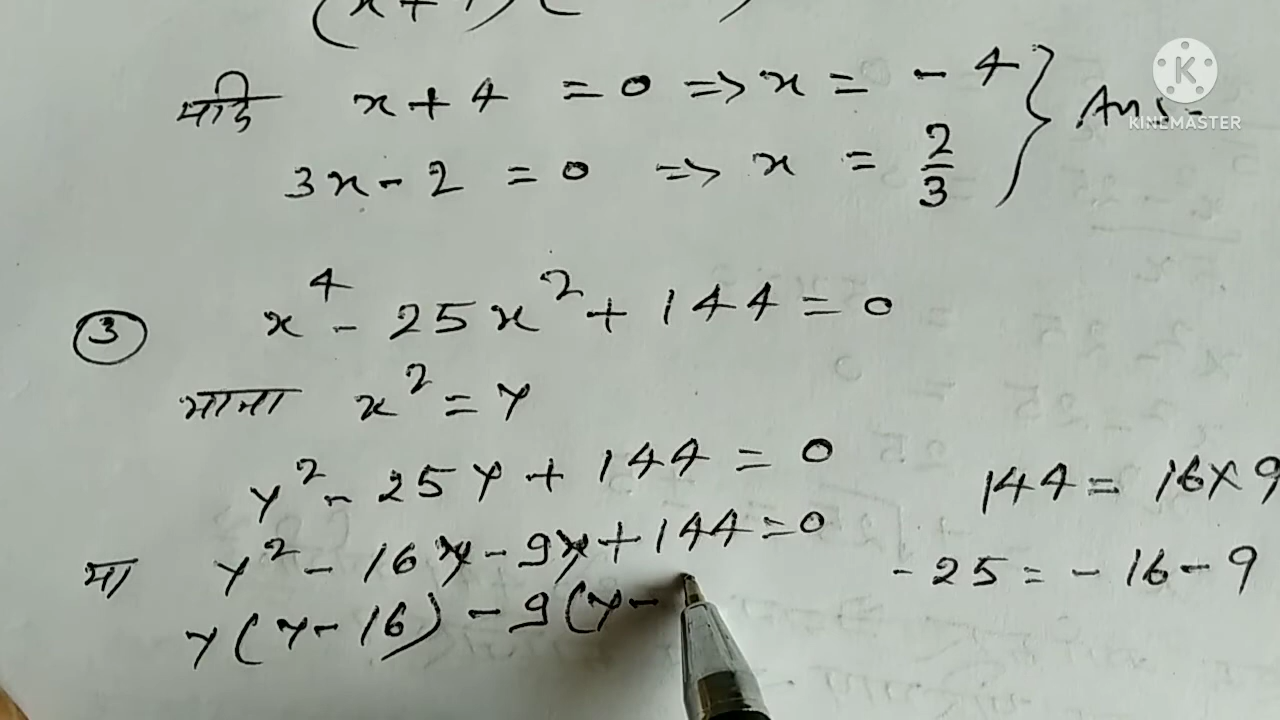 (x+
यदि x + 4 = 0 => x = - 4 } Ans-
3x - 2 = 0 => x = 2/3
③ x⁴ - 25x² + 144 = 0
माना x² = y
y² - 25y + 144 = 0 144 = 16×9
या y² - 16y - 9y + 144 = 0 - 25 = - 16 - 9
y(y - 16) - 9(y -
K
KINEMASTER